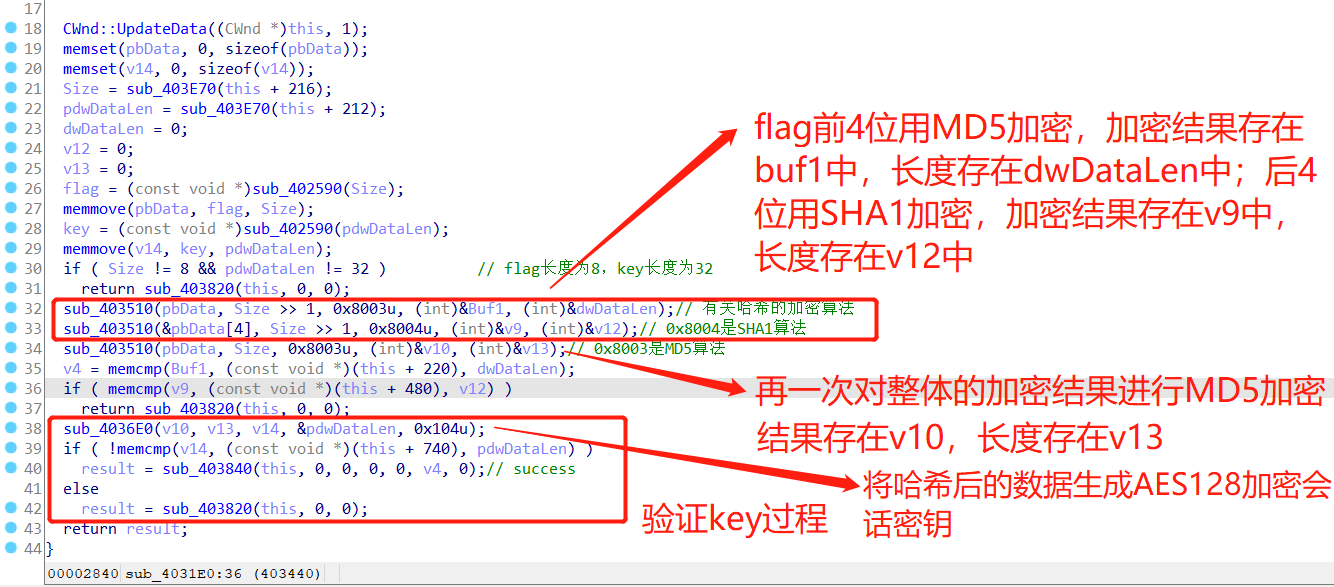 17
18 CWnd::UpdateData((CWnd *)this, 1);
19 memset(pbData, 0, sizeof(pbData));
20 memset(v14, 0, sizeof(v14));
21 Size = sub_403E70(this + 216);
22 pdwDataLen = sub_403E70(this + 212);
23 dwDataLen = 0;
24 v12 = 0;
25 v13 = 0;
26 flag = (const void *)sub_402590(Size);
27 memmove(pbData, flag, Size);
28 key = (const void *)sub_402590(pdwDataLen);
29 memmove(v14, key, pdwDataLen);
30 if ( Size != 8 && pdwDataLen != 32 ) // flag长度为8，key长度为32
31 return sub_403820(this, 0, 0);
32 sub_403510(pbData, Size >> 1, 0x8003u, (int)&Buf1, (int)&dwDataLen);// 有关哈希的加密算法
33 sub_403510(&pbData[4], Size >> 1, 0x8004u, (int)&v9, (int)&v12);// 0x8004是SHA1算法
34 sub_403510(pbData, Size, 0x8003u, (int)&v10, (int)&v13);// 0x8003是MD5算法
35 v4 = memcmp(Buf1, (const void *)(this + 220), dwDataLen);
36 if ( memcmp(v9, (const void *)(this + 480), v12) )
37 return sub_403820(this, 0, 0);
38 sub_4036E0(v10, v13, v14, &pdwDataLen, 0x104u);
39 if ( !memcmp(v14, (const void *)(this + 740), pdwDataLen) )
40 result = sub_403840(this, 0, 0, 0, 0, v4, 0);// success
41 else
42 result = sub_403820(this, 0, 0);
43 return result;
44 }
00002840 sub_4031E0:36 (403440)
flag前4位用MD5加密，加密结果存在
buf1中，长度存在dwDataLen中；后4
位用SHA1加密，加密结果存在v9中，
长度存在v12中
再一次对整体的加密结果进行MD5加密
结果存在v10，长度存在v13
将哈希后的数据生成AES128加密会
话密钥
验证key过程